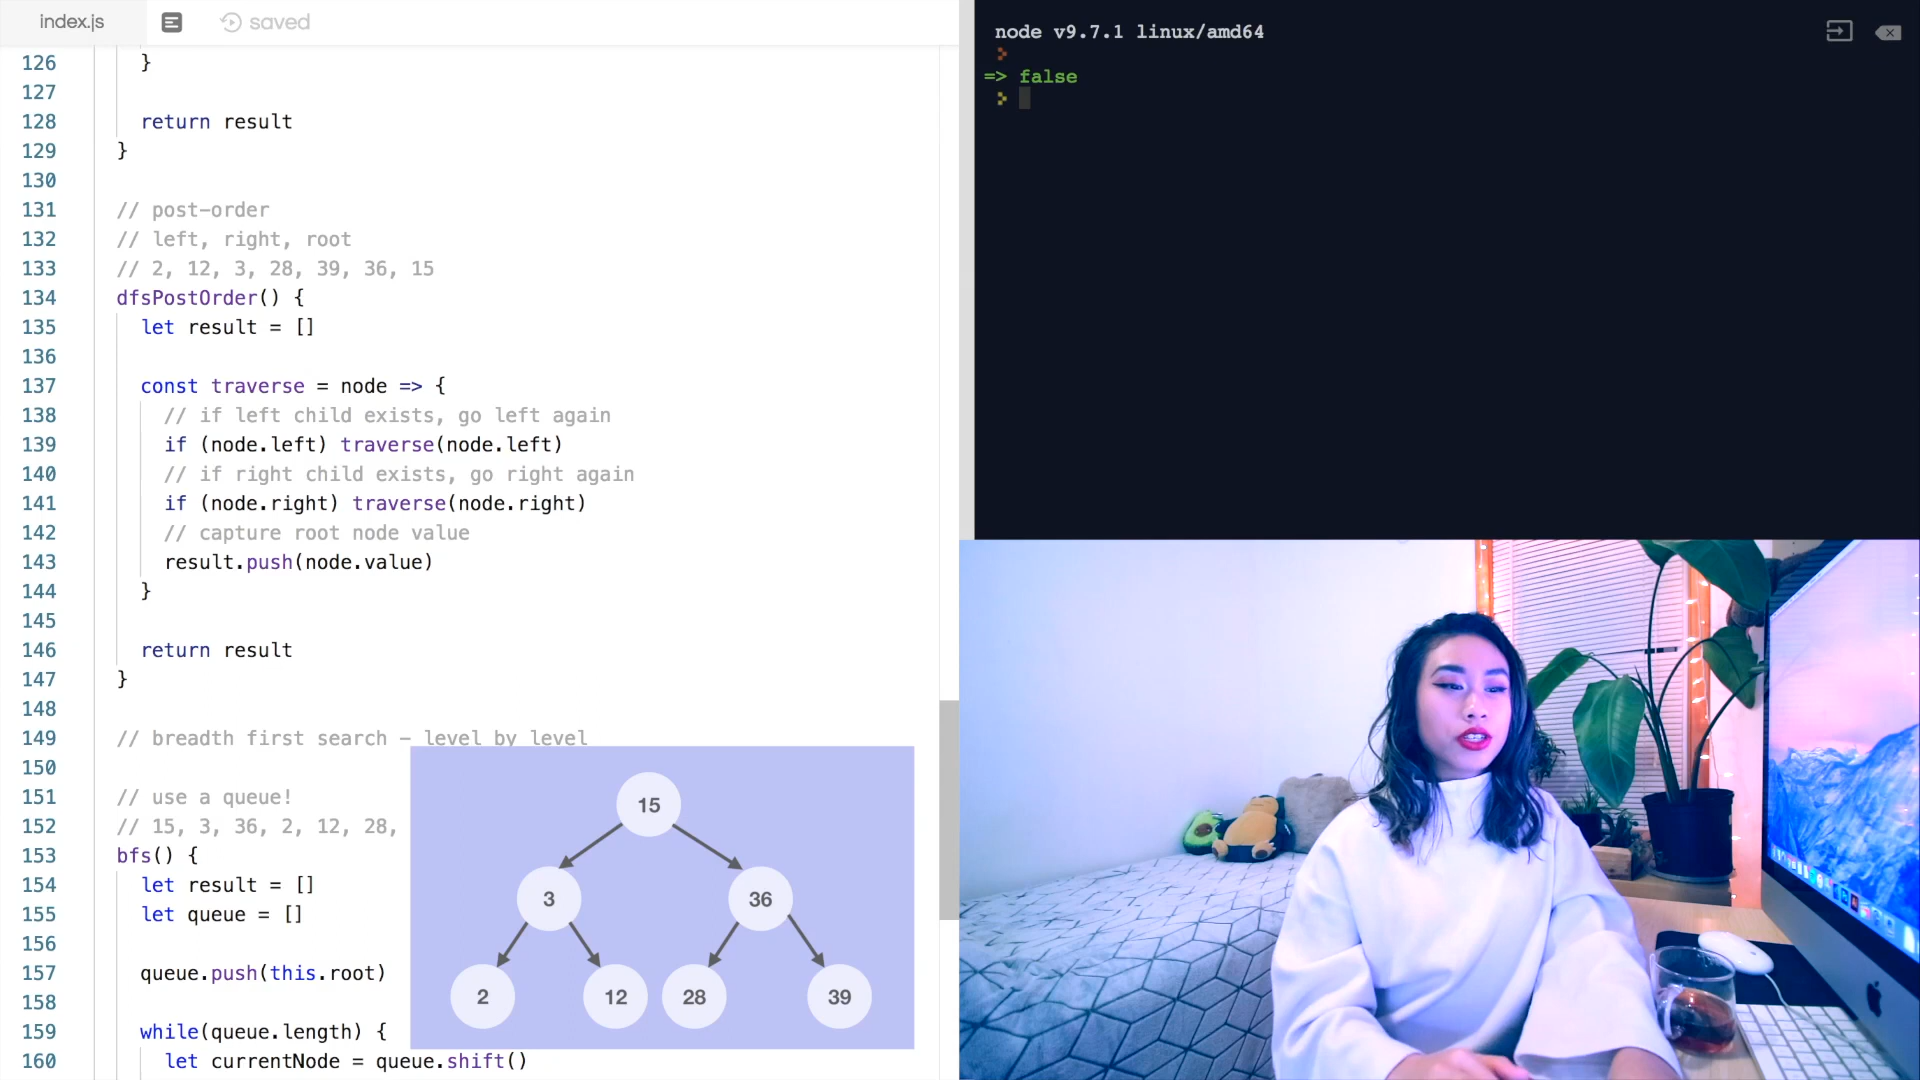 index.js
saved
126 }
127
128 return result
129 }
130
131 // post-order
132 // left, right, root
133 // 2, 12, 3, 28, 39, 36, 15
134 dfsPostOrder() {
135 let result = []
136
137 const traverse = node => {
138 // if left child exists, go left again
139 if (node.left) traverse(node.left)
140 // if right child exists, go right again
141 if (node.right) traverse(node.right)
142 // capture root node value
143 result.push(node.value)
144 }
145
146 return result
147 }
148
149 // breadth first search - level by level
150
151 // use a queue!
152 // 15, 3, 36, 2, 12, 28,
153 bfs() {
154 let result = []
155 let queue = []
156
157 queue.push(this.root)
158
159 while(queue.length) {
160 let currentNode = queue.shift()
15
3 36
2 12 28 39
node v9.7.1 linux/amd64
=> false